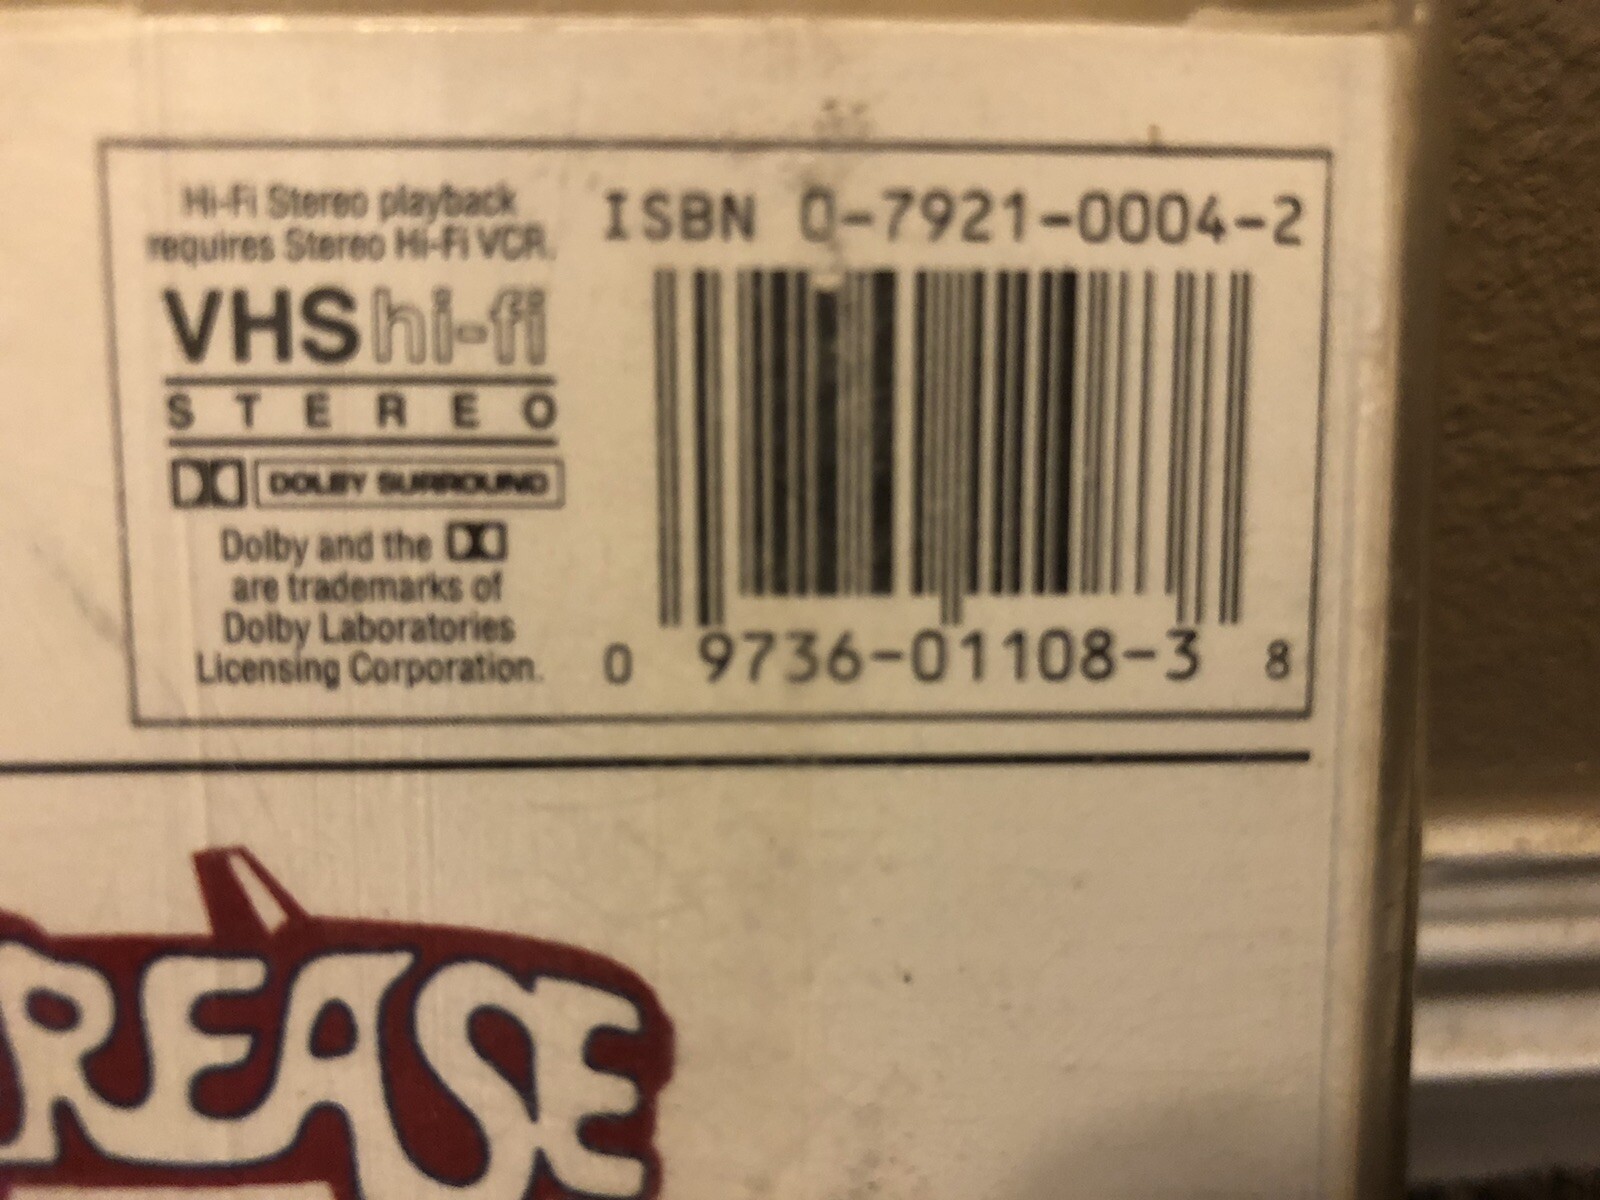 Hi-Fi Stereo playback
requires Stereo Hi-Fi VCR.
VHS hi-fi
STEREO
DOLBY SURROUND
Dolby and the
are trademarks of
Dolby Laboratories
Licensing Corporation.
ISBN 0-7921-0004-2
0 9736-01108-3 8
REASE